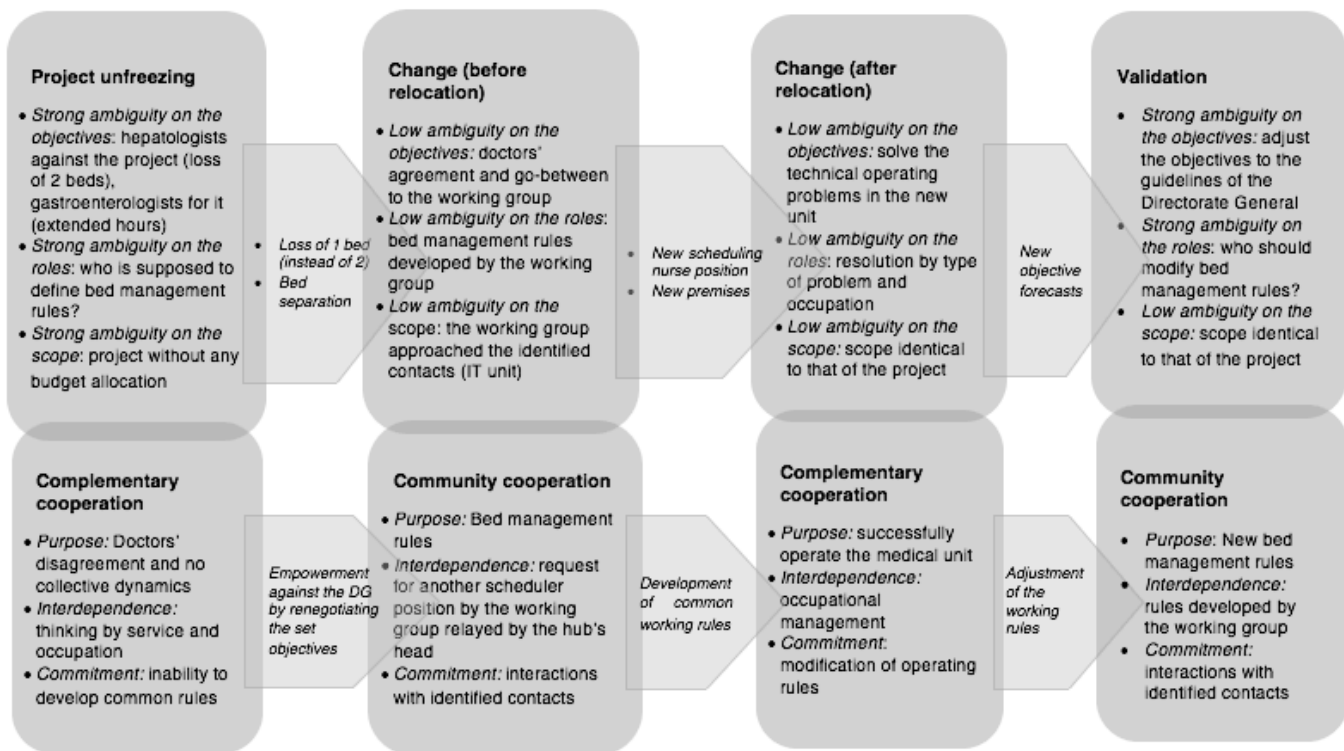 Project unfreezing
• Strong ambiguity on the
objectives: hepatologists
against the project (loss
of 2 beds),
gastroenterologists for it
(extended hours)
• Strong ambiguity on the
roles: who is supposed to
define bed management
rules?
• Strong ambiguity on the
scope: project without any
budget allocation
• Loss of 1 bed
(instead of 2)
• Bed
separation
Change (before
relocation)
• Low ambiguity on the
objectives: doctors'
agreement and go-between
to the working group
• Low ambiguity on the roles:
bed management rules
developed by the working
group
• Low ambiguity on the
scope: the working group
approached the identified
contacts (IT unit)
• New scheduling
nurse position
• New premises
Change (after
relocation)
• Low ambiguity on the
objectives: solve the
technical operating
problems in the new
unit
• Low ambiguity on the
roles: resolution by type
of problem and
occupation
• Low ambiguity on the
scope: scope identical
to that of the project
New
objective
forecasts
Validation
• Strong ambiguity on
the objectives: adjust
the objectives to the
guidelines of the
Directorate General
• Strong ambiguity on
the roles: who should
modify bed
management rules?
• Low ambiguity on the
scope: scope identical
to that of the project
Complementary
cooperation
• Purpose: Doctors'
disagreement and no
collective dynamics
• Interdependence:
thinking by service and
occupation
• Commitment: inability to
develop common rules
Empowerment
against the DG
by renegotiating
the set
objectives
Community cooperation
• Purpose: Bed management
rules
• Interdependence: request
for another scheduler
position by the working
group relayed by the hub's
head
• Commitment: interactions
with identified contacts
Development
of common
working rules
Complementary
cooperation
• Purpose: successfully
operate the medical unit
• Interdependence:
occupational
management
• Commitment:
modification of operating
rules
Adjustment
of the
working
rules
Community
cooperation
• Purpose: New bed
management rules
• Interdependence:
rules developed by
the working group
• Commitment:
interactions with
identified contacts